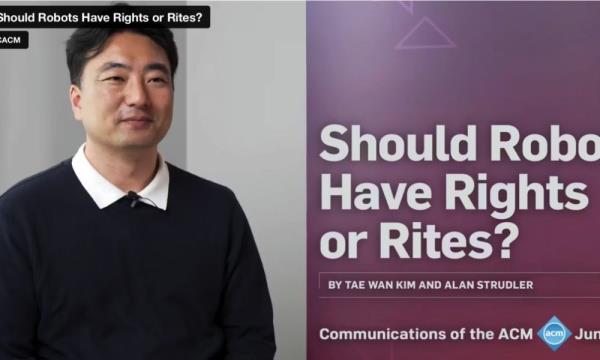 Should Robots Have Rights or Rites?
CACM
Should Robo
Have Rights
or Rites?
BY TAE WAN KIM AND ALAN STRUDLER
Communications of the ACM acm Jun